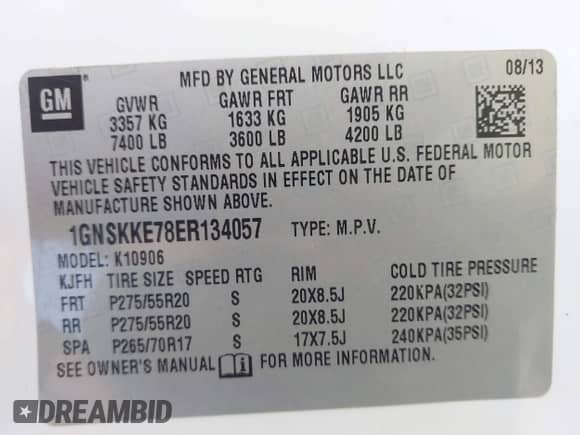 GM
MFD BY GENERAL MOTORS LLC 08/13
GVWR GAWR FRT GAWR RR
3357 KG 1633 KG 1905 KG
7400 LB 3600 LB 4200 LB
THIS VEHICLE CONFORMS TO ALL APPLICABLE U.S. FEDERAL MOTOR
VEHICLE SAFETY STANDARDS IN EFFECT ON THE DATE OF
MANUFACTURE SHOWN ABOVE.
1GNSKKE78ER134057 TYPE: M.P.V.
MODEL: K10906
KJFH TIRE SIZE SPEED RTG RIM COLD TIRE PRESSURE
FRT P275/55R20 S 20X8.5J 220KPA(32PSI)
RR P275/55R20 S 20X8.5J 220KPA(32PSI)
SPA P265/70R17 S 17X7.5J 240KPA(35PSI)
SEE OWNER'S MANUAL FOR MORE INFORMATION.
DREAMBID